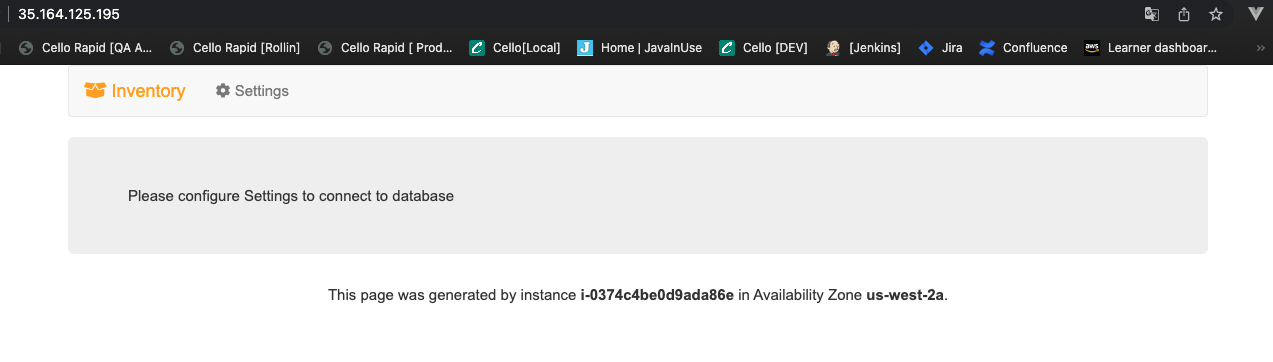 35.164.125.195
Cello Rapid [QA A... Cello Rapid [Rollin] Cello Rapid [ Prod... Cello[Local] Home | JavaInUse Cello [DEV] [Jenkins] Jira Confluence aws Learner dashboar... »
Inventory Settings
Please configure Settings to connect to database
This page was generated by instance i-0374c4be0d9ada86e in Availability Zone us-west-2a.